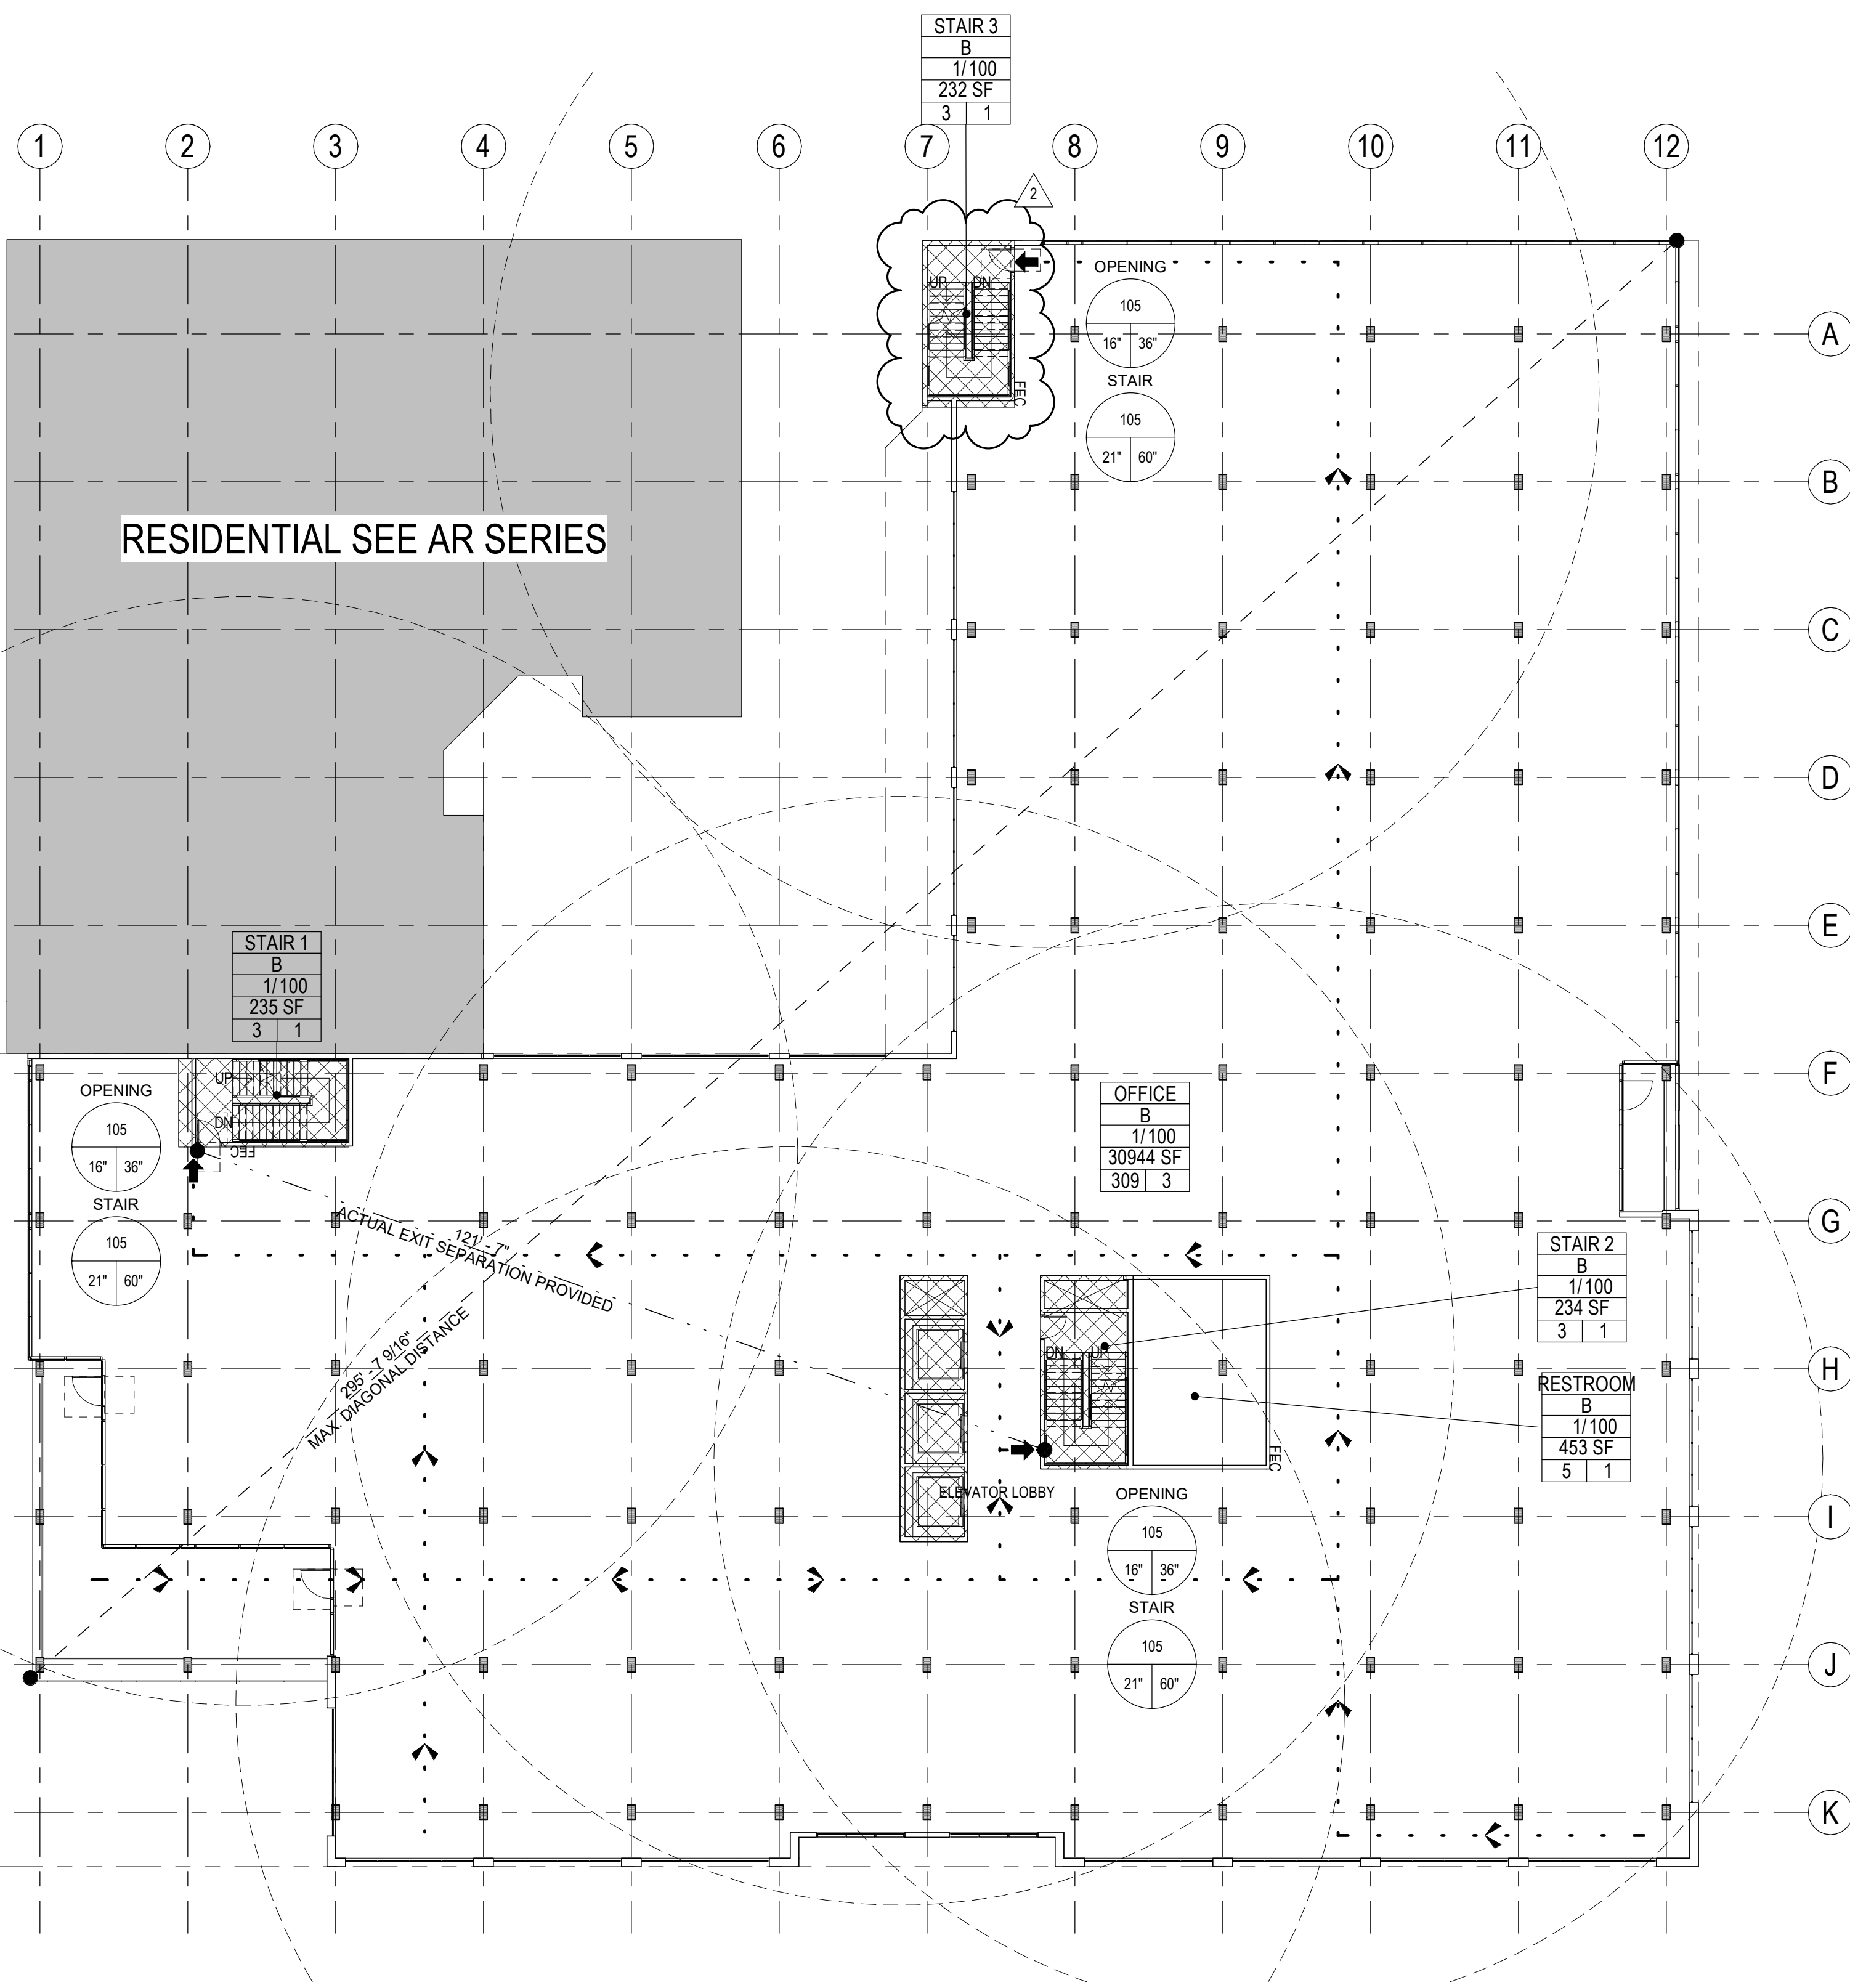 STAIR 3
B
1/100
232 SF
3 1
1 2 3 4 5 6 7 8 9 10 11 12
2
UP DN
FEC
OPENING
105
16" 36"
STAIR
105
21" 60"
A
B
C
D
E
F
G
H
I
J
K
RESIDENTIAL SEE AR SERIES
STAIR 1
B
1/100
235 SF
3 1
UP
DN
FEC
OPENING
105
16" 36"
STAIR
105
21" 60"
121' - 7"
ACTUAL EXIT SEPARATION PROVIDED
295' - 7 9/16"
MAX. DIAGONAL DISTANCE
OFFICE
B
1/100
30944 SF
309 3
STAIR 2
B
1/100
234 SF
3 1
RESTROOM
B
1/100
453 SF
5 1
DN UP
FEC
ELEVATOR LOBBY
OPENING
105
16" 36"
STAIR
105
21" 60"